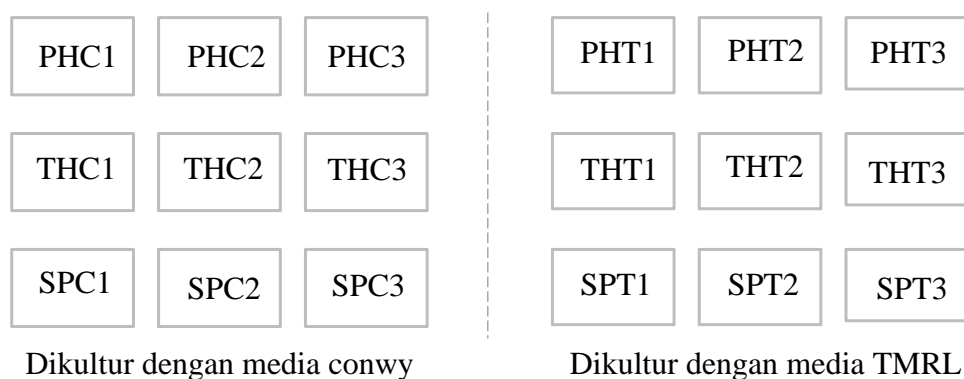 PHC1 PHC2 PHC3 PHT1 PHT2 PHT3
THC1 THC2 THC3 THT1 THT2 THT3
SPC1 SPC2 SPC3 SPT1 SPT2 SPT3
Dikultur dengan media conwy Dikultur dengan media TMRL